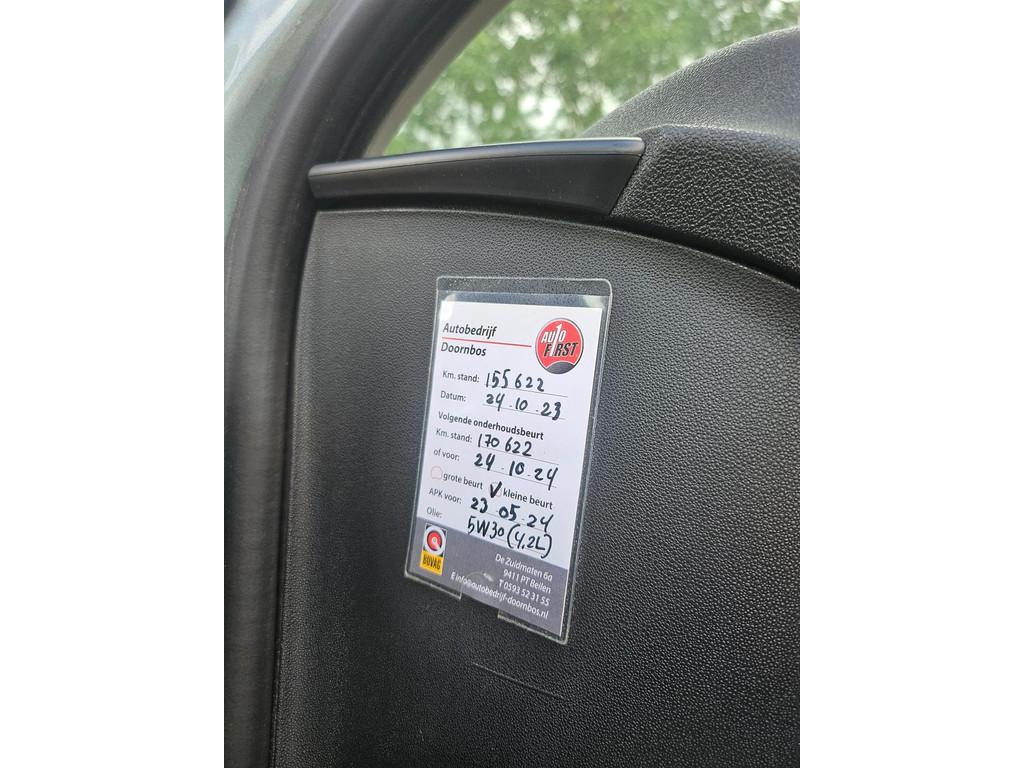 Autobedrijf
Doornbos
AUTO FIRST
Km. stand: 155622
Datum: 24.10.23
Volgende onderhoudsbeurt
Km. stand: 170622
of voor: 24.10.24
grote beurt ✓ kleine beurt
APK voor: 23.05.24
Olie: 5W30 (4,2L)
BOVAG
De Zuidmaten 6a
9411 PT Beilen
T 0593 52 31 55
E info@autobedrijf-doornbos.nl